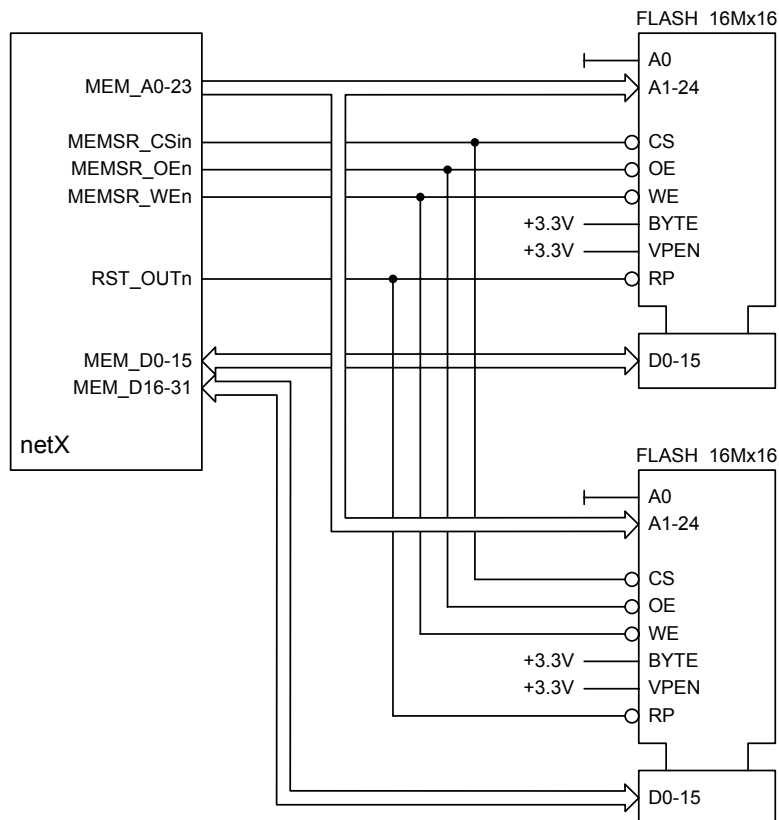 FLASH 16Mx16
MEM_A0-23
MEMSR_CSin
MEMSR_OEn
MEMSR_WEn
RST_OUTn
MEM_D0-15
MEM_D16-31
netX
A0
A1-24
CS
OE
WE
+3.3V BYTE
+3.3V VPEN
RP
D0-15
FLASH 16Mx16
A0
A1-24
CS
OE
WE
+3.3V BYTE
+3.3V VPEN
RP
D0-15